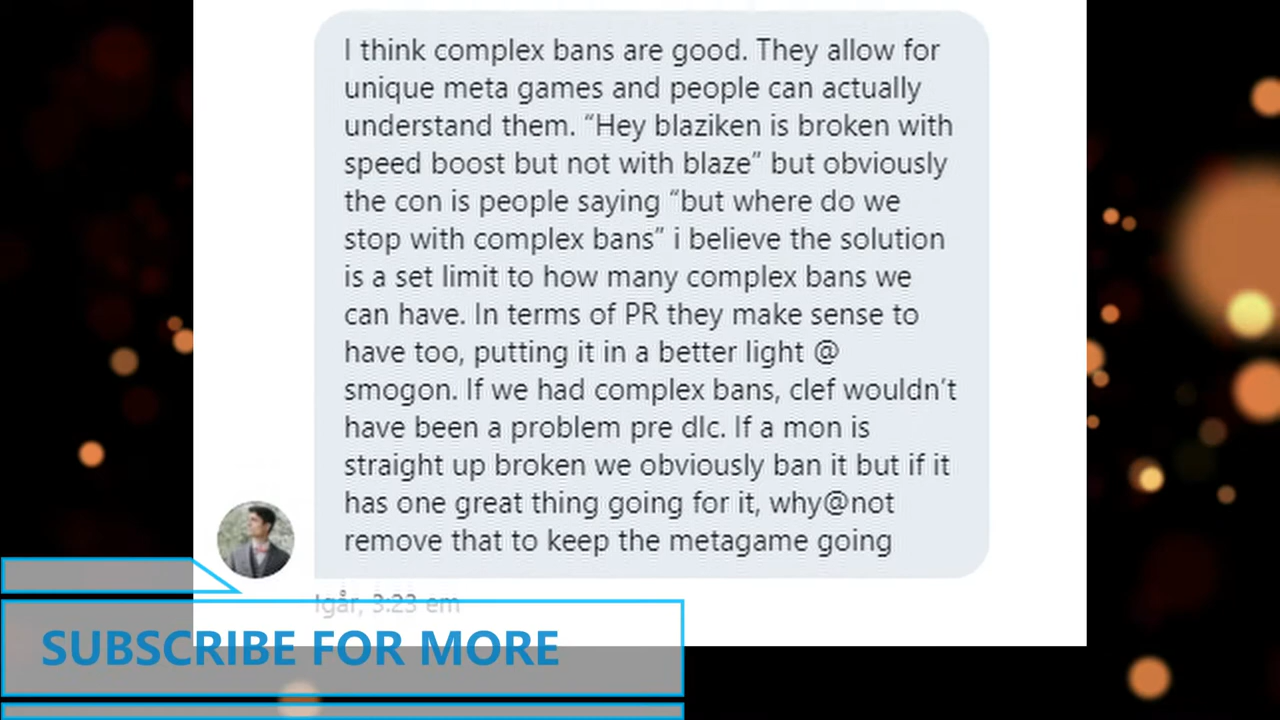 I think complex bans are good. They allow for
unique meta games and people can actually
understand them. “Hey blaziken is broken with
speed boost but not with blaze” but obviously
the con is people saying “but where do we
stop with complex bans” i believe the solution
is a set limit to how many complex bans we
can have. In terms of PR they make sense to
have too, putting it in a better light @
smogon. If we had complex bans, clef wouldn’t
have been a problem pre dlc. If a mon is
straight up broken we obviously ban it but if it
has one great thing going for it, why@not
remove that to keep the metagame going
Igår, 3:23 em
SUBSCRIBE FOR MORE